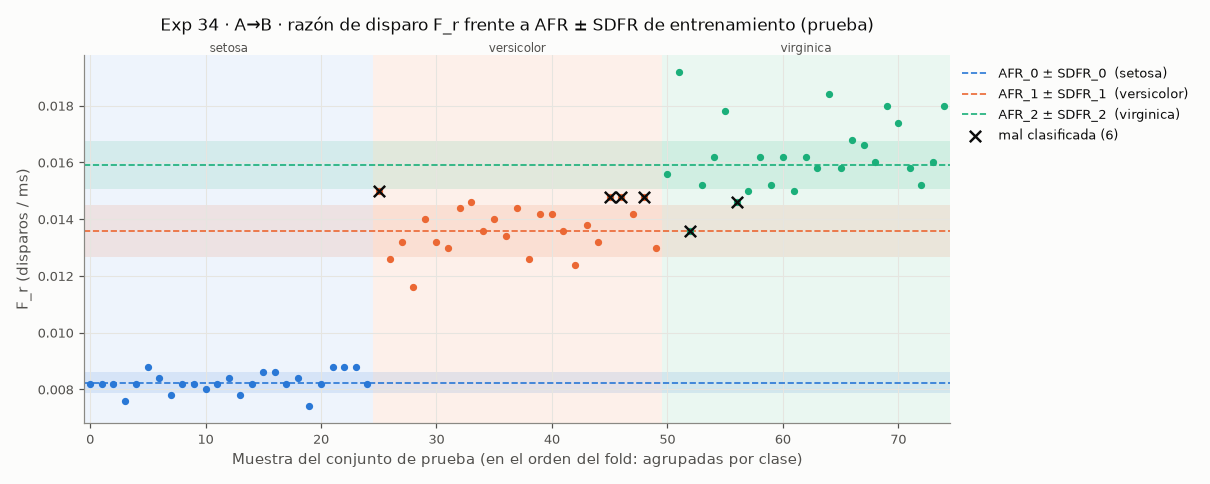 Exp 34 · A→B · razón de disparo F_r frente a AFR ± SDFR de entrenamiento (prueba)
setosa
versicolor
virginica
AFR_0 ± SDFR_0 (setosa)
AFR_1 ± SDFR_1 (versicolor)
AFR_2 ± SDFR_2 (virginica)
mal clasificada (6)
F_r (disparos / ms)
0.018
0.016
0.014
0.012
0.010
0.008
0
10
20
30
40
50
60
70
Muestra del conjunto de prueba (en el orden del fold: agrupadas por clase)